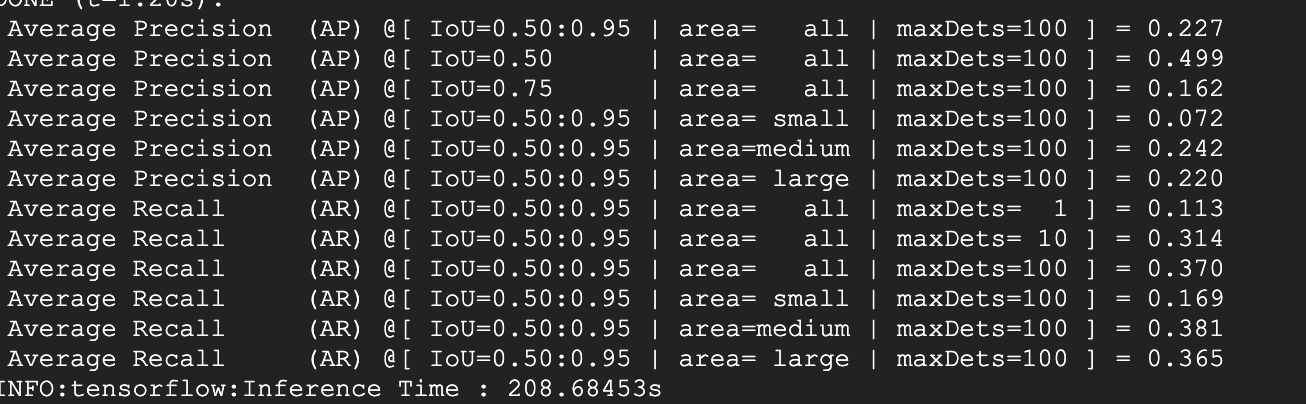 DONE (t=1.20s).
 Average Precision  (AP) @[ IoU=0.50:0.95 | area=   all | maxDets=100 ] = 0.227
 Average Precision  (AP) @[ IoU=0.50      | area=   all | maxDets=100 ] = 0.499
 Average Precision  (AP) @[ IoU=0.75      | area=   all | maxDets=100 ] = 0.162
 Average Precision  (AP) @[ IoU=0.50:0.95 | area= small | maxDets=100 ] = 0.072
 Average Precision  (AP) @[ IoU=0.50:0.95 | area=medium | maxDets=100 ] = 0.242
 Average Precision  (AP) @[ IoU=0.50:0.95 | area= large | maxDets=100 ] = 0.220
 Average Recall     (AR) @[ IoU=0.50:0.95 | area=   all | maxDets=  1 ] = 0.113
 Average Recall     (AR) @[ IoU=0.50:0.95 | area=   all | maxDets= 10 ] = 0.314
 Average Recall     (AR) @[ IoU=0.50:0.95 | area=   all | maxDets=100 ] = 0.370
 Average Recall     (AR) @[ IoU=0.50:0.95 | area= small | maxDets=100 ] = 0.169
 Average Recall     (AR) @[ IoU=0.50:0.95 | area=medium | maxDets=100 ] = 0.381
 Average Recall     (AR) @[ IoU=0.50:0.95 | area= large | maxDets=100 ] = 0.365
INFO:tensorflow:Inference Time : 208.68453s